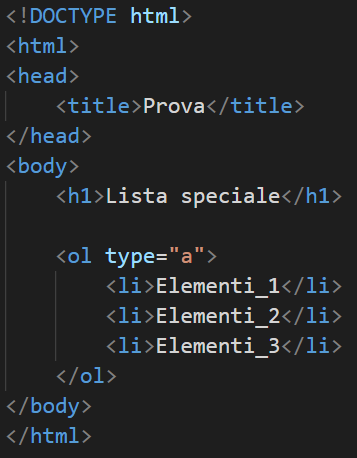 <!DOCTYPE html>
<html>
<head>
    <title>Prova</title>
</head>
<body>
    <h1>Lista speciale</h1>

    <ol type="a">
        <li>Elementi_1</li>
        <li>Elementi_2</li>
        <li>Elementi_3</li>
    </ol>
</body>
</html>